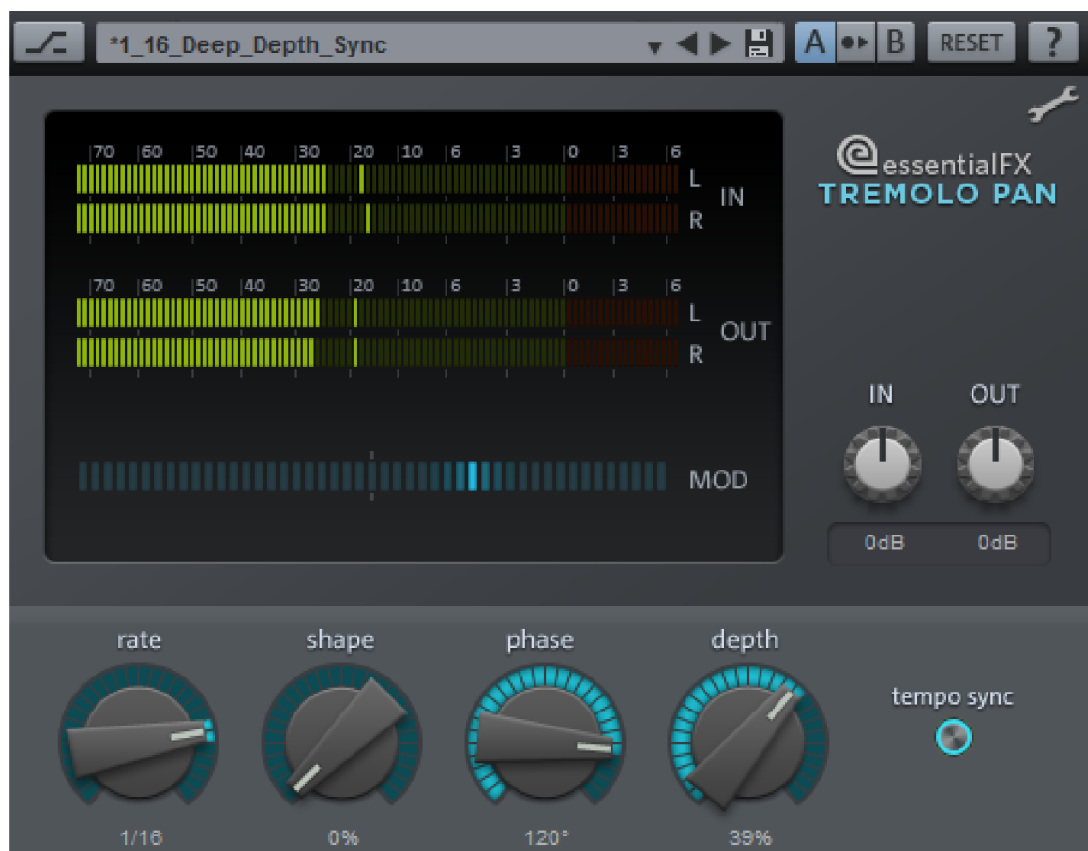 *1_16_Deep_Depth_Sync A B RESET ?
essentialFX
TREMOLO PAN
70 60 50 40 30 20 10 6 3 0 3 6
L
IN
R
70 60 50 40 30 20 10 6 3 0 3 6
L
OUT
R
MOD
IN OUT
0dB 0dB
rate shape phase depth
tempo sync
1/16 0% 120° 39%